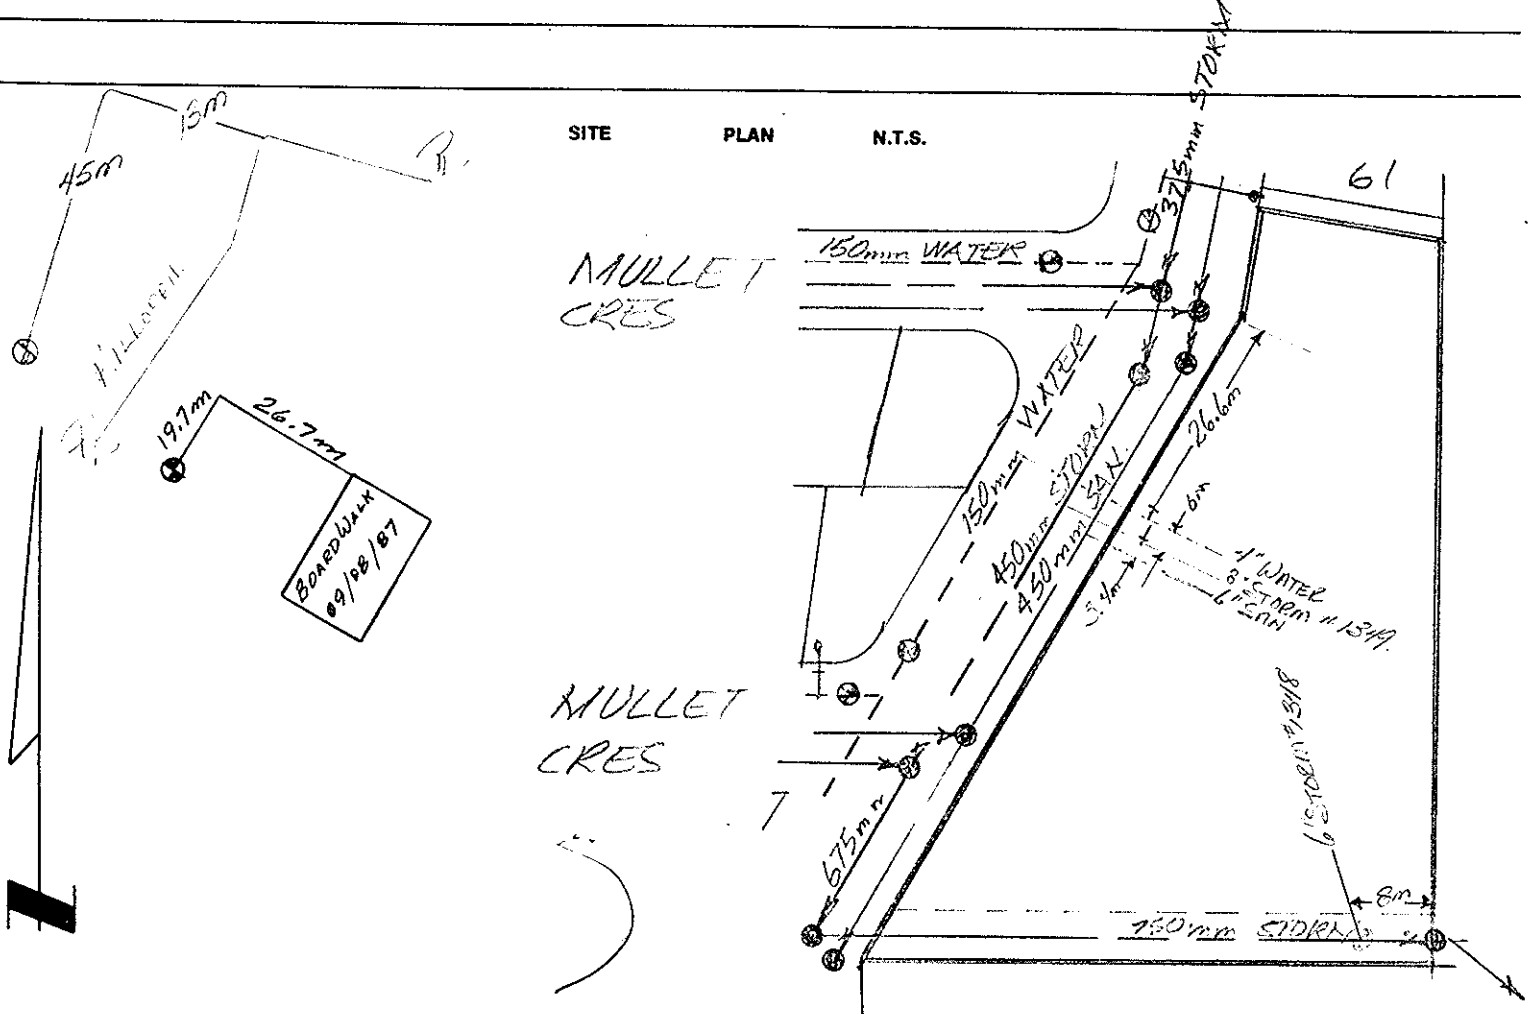 SITE PLAN N.T.S.
15m
45m
19.7m
26.7m
BOARDWALK
09/08/87
MULLET
CRES
150mm WATER
375mm STORM
61
150mm WATER
450mm STORM
450mm SAN.
26.6m
6m
5.4m
4" WATER
8" STORM
6" SAN
MULLET
CRES
675mm
6" STORM
8m
750mm STORM